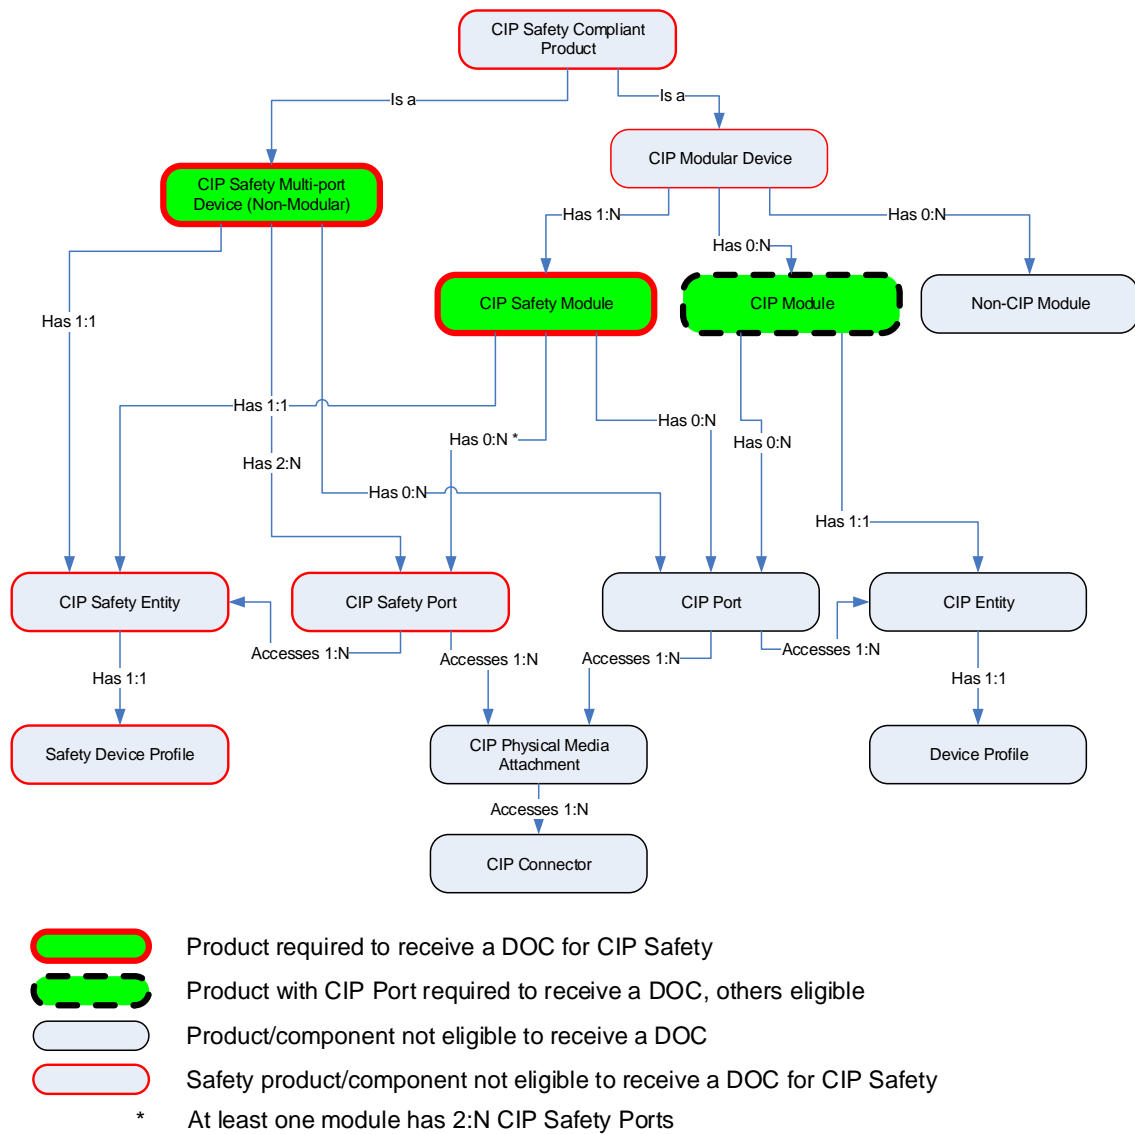 CIP Safety Compliant
Product
Is a
Is a
CIP Modular Device
CIP Safety Multi-port
Device (Non-Modular)
Has 1:N
Has 0:N
Has 0:N
CIP Safety Module
CIP Module
Non-CIP Module
Has 1:1
Has 1:1
Has 0:N *
Has 0:N
Has 0:N
Has 2:N
Has 0:N
Has 1:1
CIP Safety Entity
CIP Safety Port
CIP Port
CIP Entity
Accesses 1:N
Accesses 1:N
Accesses 1:N
Accesses 1:N
Has 1:1
Has 1:1
Safety Device Profile
CIP Physical Media
Attachment
Device Profile
Accesses 1:N
CIP Connector
Product required to receive a DOC for CIP Safety
Product with CIP Port required to receive a DOC, others eligible
Product/component not eligible to receive a DOC
Safety product/component not eligible to receive a DOC for CIP Safety
* At least one module has 2:N CIP Safety Ports